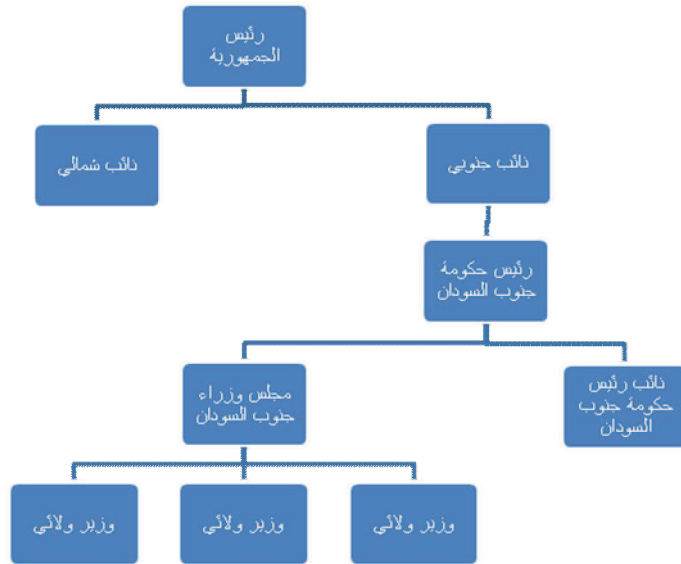 رئيس
الجمهورية
نائب جنوبي
نائب شمالي
رئيس حكومة
جنوب السودان
نائب رئيس
حكومة جنوب
السودان
مجلس وزراء
جنوب السودان
وزير ولائي
وزير ولائي
وزير ولائي